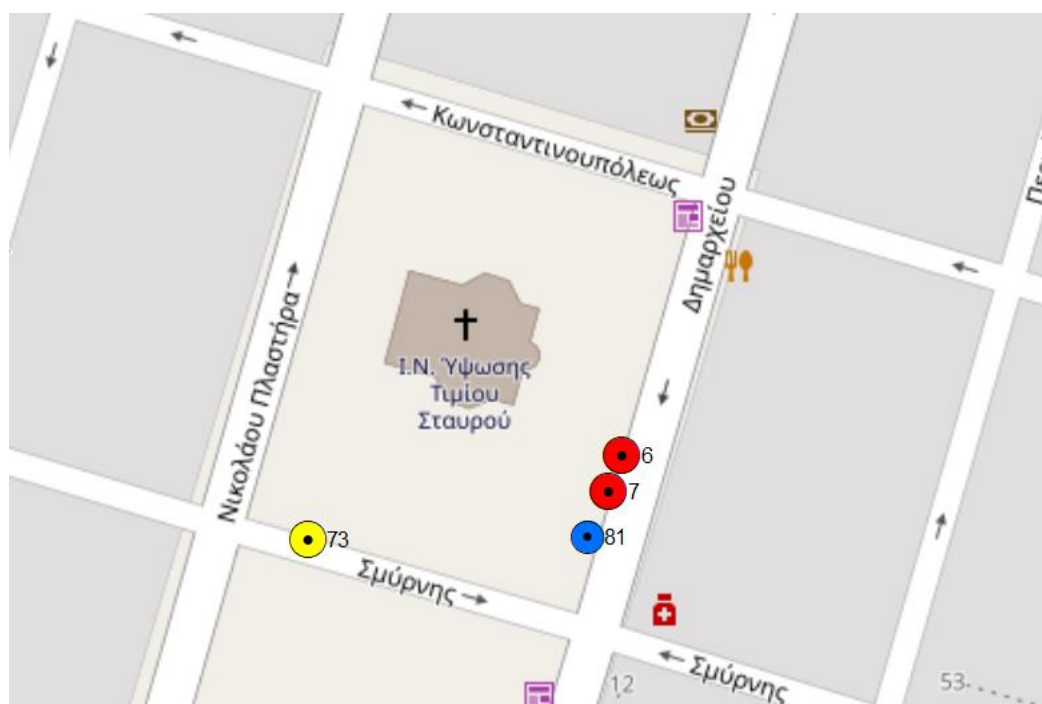 Κωνσταντινουπόλεως
Δημαρχείου
Νικολάου Πλαστήρα
Ι.Ν. Ύψωσης
Τιμίου
Σταυρού
6
7
81
73
Σμύρνης
Σμύρνης
12
53